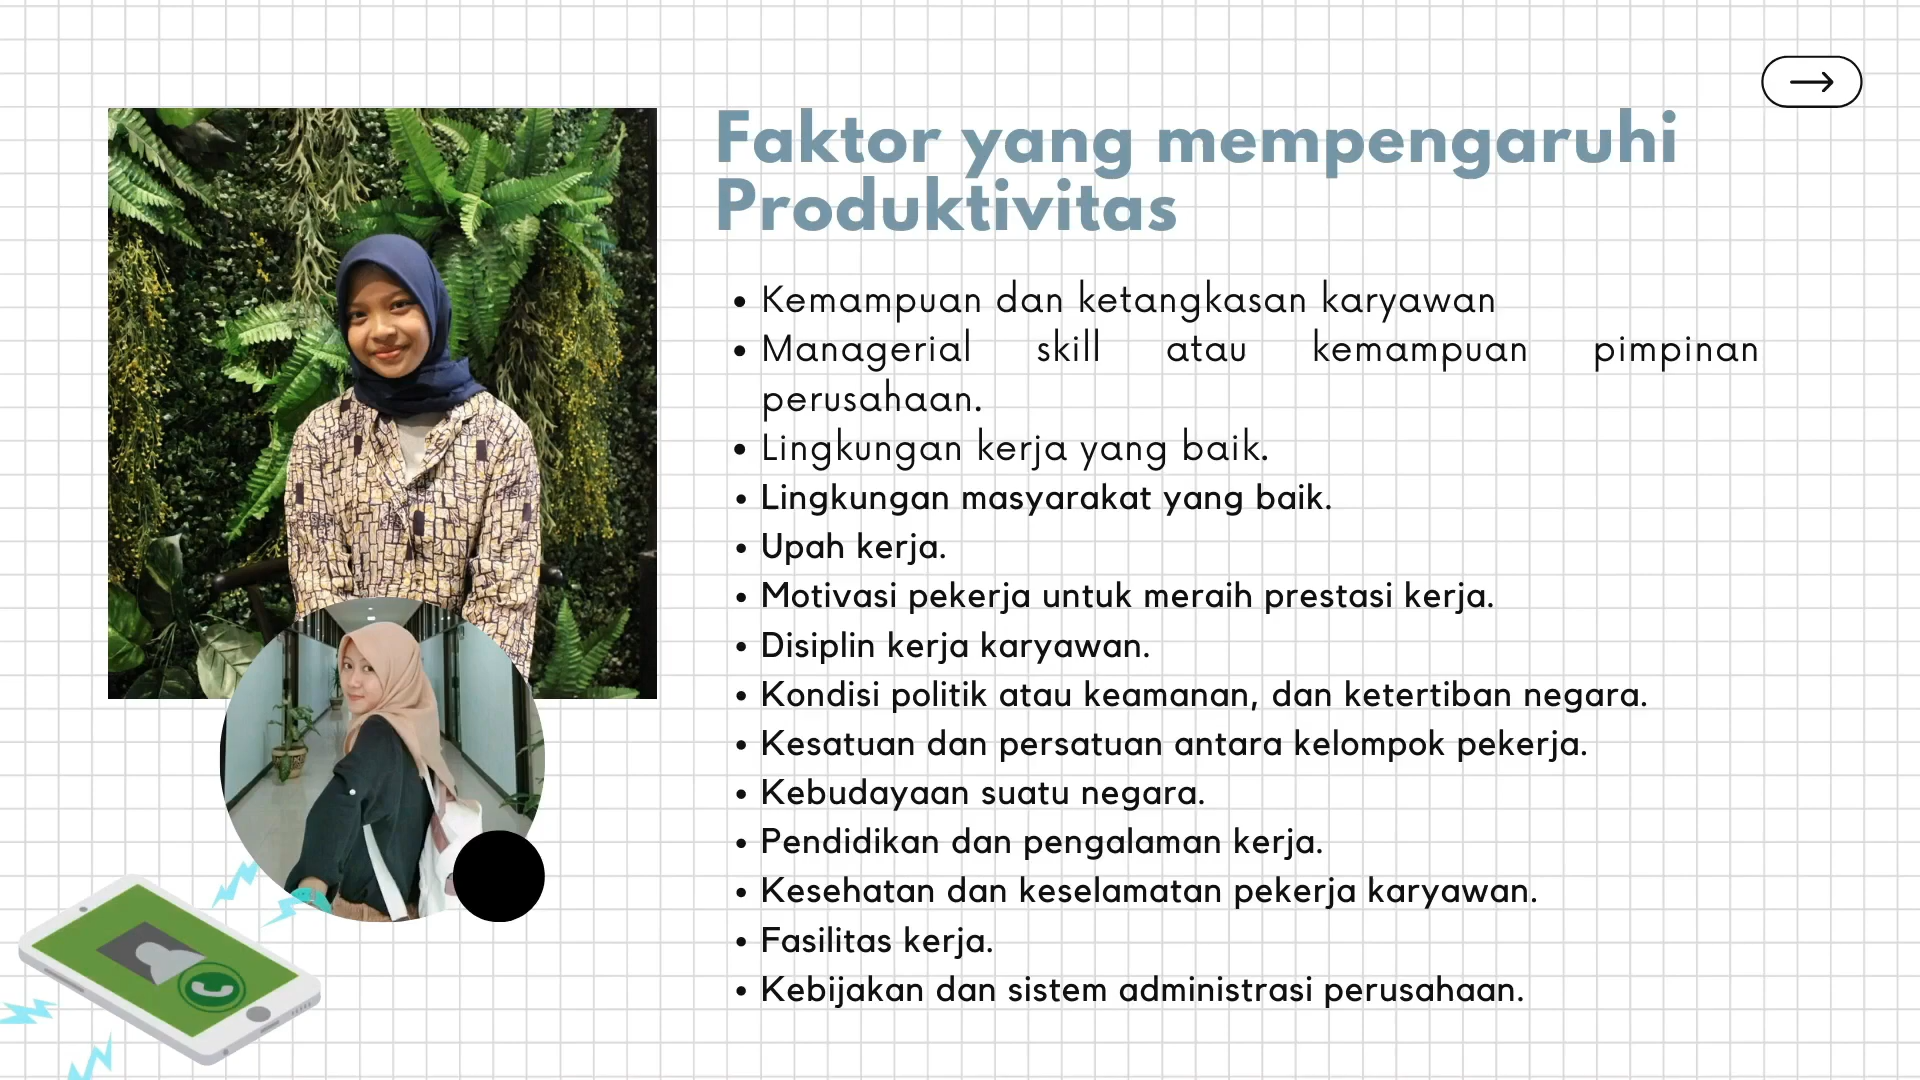 Faktor yang mempengaruhi
Produktivitas
• Kemampuan dan ketangkasan karyawan
• Managerial skill atau kemampuan pimpinan
perusahaan.
• Lingkungan kerja yang baik.
• Lingkungan masyarakat yang baik.
• Upah kerja.
• Motivasi pekerja untuk meraih prestasi kerja.
• Disiplin kerja karyawan.
• Kondisi politik atau keamanan, dan ketertiban negara.
• Kesatuan dan persatuan antara kelompok pekerja.
• Kebudayaan suatu negara.
• Pendidikan dan pengalaman kerja.
• Kesehatan dan keselamatan pekerja karyawan.
• Fasilitas kerja.
• Kebijakan dan sistem administrasi perusahaan.